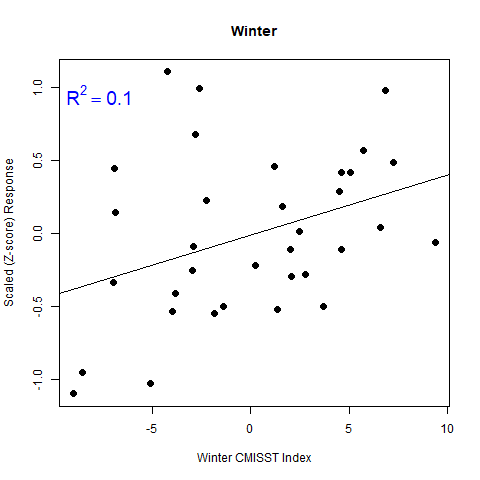 Winter
R² = 0.1
Scaled (Z-score) Response
1.0
0.5
0.0
-0.5
-1.0
-5
0
5
10
Winter CMISST Index